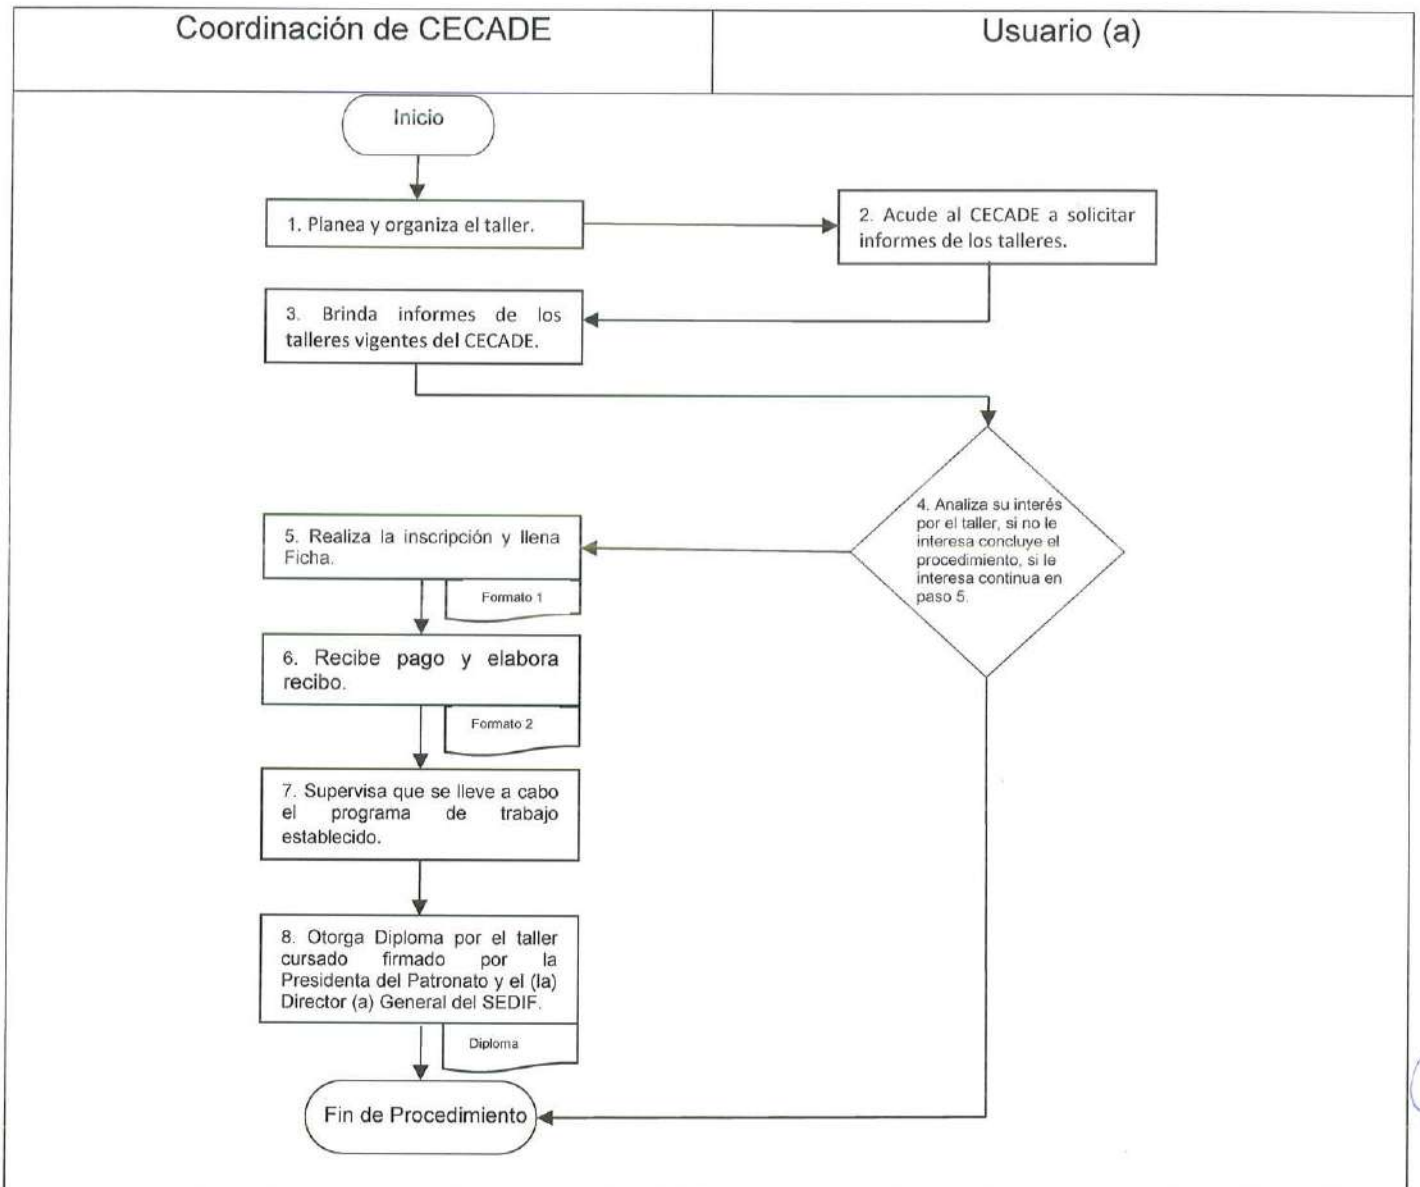 Coordinación de CECADE
Usuario (a)
Inicio
1. Planea y organiza el taller.
2. Acude al CECADE a solicitar
informes de los talleres.
3. Brinda informes de los
talleres vigentes del CECADE.
4. Analiza su interés
por el taller, si no le
interesa concluye el
procedimiento, si le
interesa continua en
paso 5.
5. Realiza la inscripción y llena
Ficha.
Formato 1
6. Recibe pago y elabora
recibo.
Formato 2
7. Supervisa que se lleve a cabo
el programa de trabajo
establecido.
8. Otorga Diploma por el taller
cursado firmado por la
Presidenta del Patronato y el (la)
Director (a) General del SEDIF.
Diploma
Fin de Procedimiento